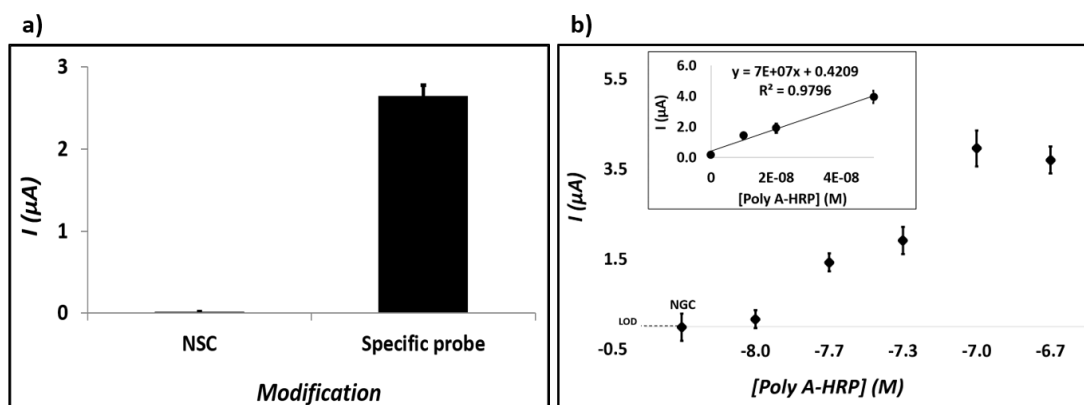 a)
3
2
1
0
I (µA)
NSC
Specific probe
Modification
b)
5.5
3.5
1.5
-0.5
I (µA)
y = 7E+07x + 0.4209
R² = 0.9796
6.0
4.0
2.0
0.0
I (µA)
0
2E-08
4E-08
[Poly A-HRP] (M)
NGC
LOD
-8.0
-7.7
-7.3
-7.0
-6.7
[Poly A-HRP] (M)